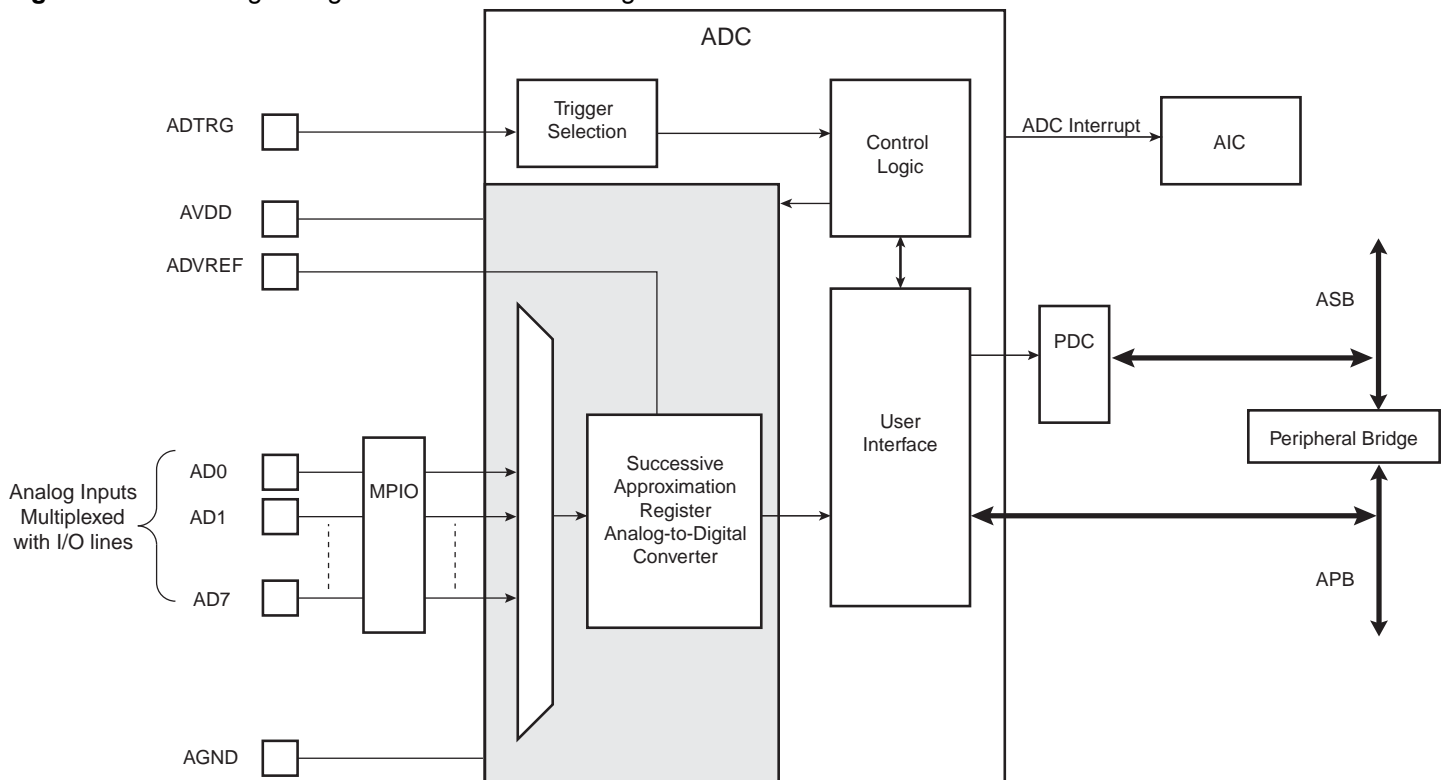 ADC
Trigger
Selection
Control
Logic
ADTRG
ADC Interrupt
AIC
AVDD
ADVREF
ASB
PDC
User
Interface
Peripheral Bridge
Analog Inputs
Multiplexed
with I/O lines
AD0
AD1
AD7
MPIO
Successive
Approximation
Register
Analog-to-Digital
Converter
APB
AGND